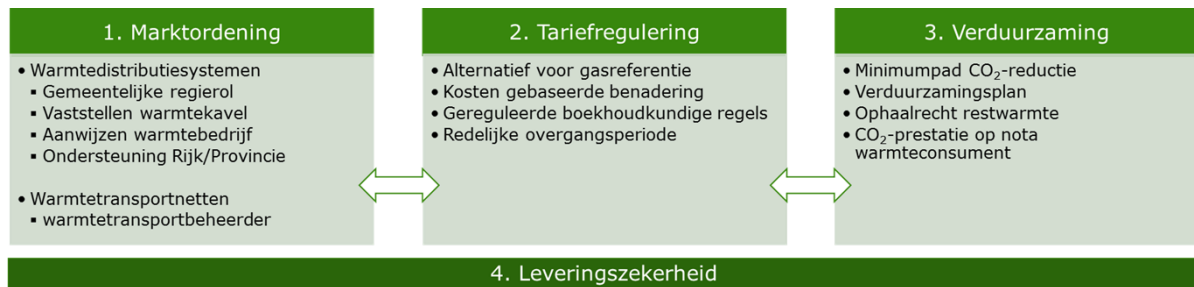 1. Marktordening
• Warmtedistributiesystemen
▪ Gemeentelijke regierol
▪ Vaststellen warmtekavel
▪ Aanwijzen warmtebedrijf
▪ Ondersteuning Rijk/Provincie
• Warmtetransportnetten
▪ warmtetransportbeheerder
2. Tariefregulering
• Alternatief voor gasreferentie
• Kosten gebaseerde benadering
• Gereguleerde boekhoudkundige regels
• Redelijke overgangsperiode
3. Verduurzaming
• Minimumpad CO₂-reductie
• Verduurzamingsplan
• Ophaalrecht restwarmte
• CO₂-prestatie op nota
warmteconsument
4. Leveringszekerheid